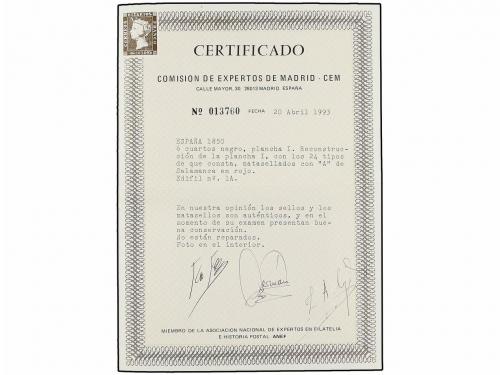 CERTIFICADO
COMISION DE EXPERTOS DE MADRID - CEM
CALLE MAYOR, 30 28013 MADRID. ESPAÑA
Nº 013760 FECHA 20 Abril 1993
ESPAÑA 1850
6 cuartos negro, plancha I. Reconstruc-
ción de la plancha I, con los 24 tipos
de que consta, matasellados con "A" de
Salamanca en rojo.
Edifil nº. 1A.
En nuestra opinión los sellos y los
matasellos son auténticos, y en el
momento de su examen presentan bue-
na conservación.
No están reparados.
Foto en el interior.
MIEMBRO DE LA ASOCIACION NACIONAL DE EXPERTOS EN FILATELIA
E HISTORIA POSTAL ANEF